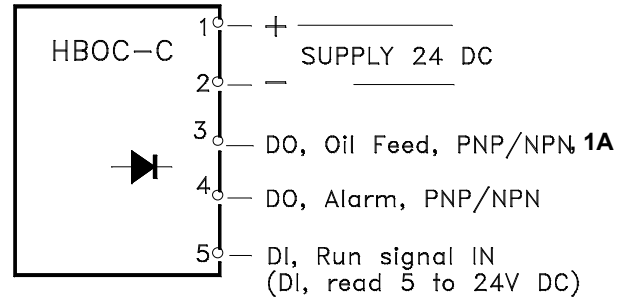 HBOC-C
1 +
SUPPLY 24 DC
2 -
3 DO, Oil Feed, PNP/NPN, 1A
4 DO, Alarm, PNP/NPN
5 DI, Run signal IN
(DI, read 5 to 24V DC)